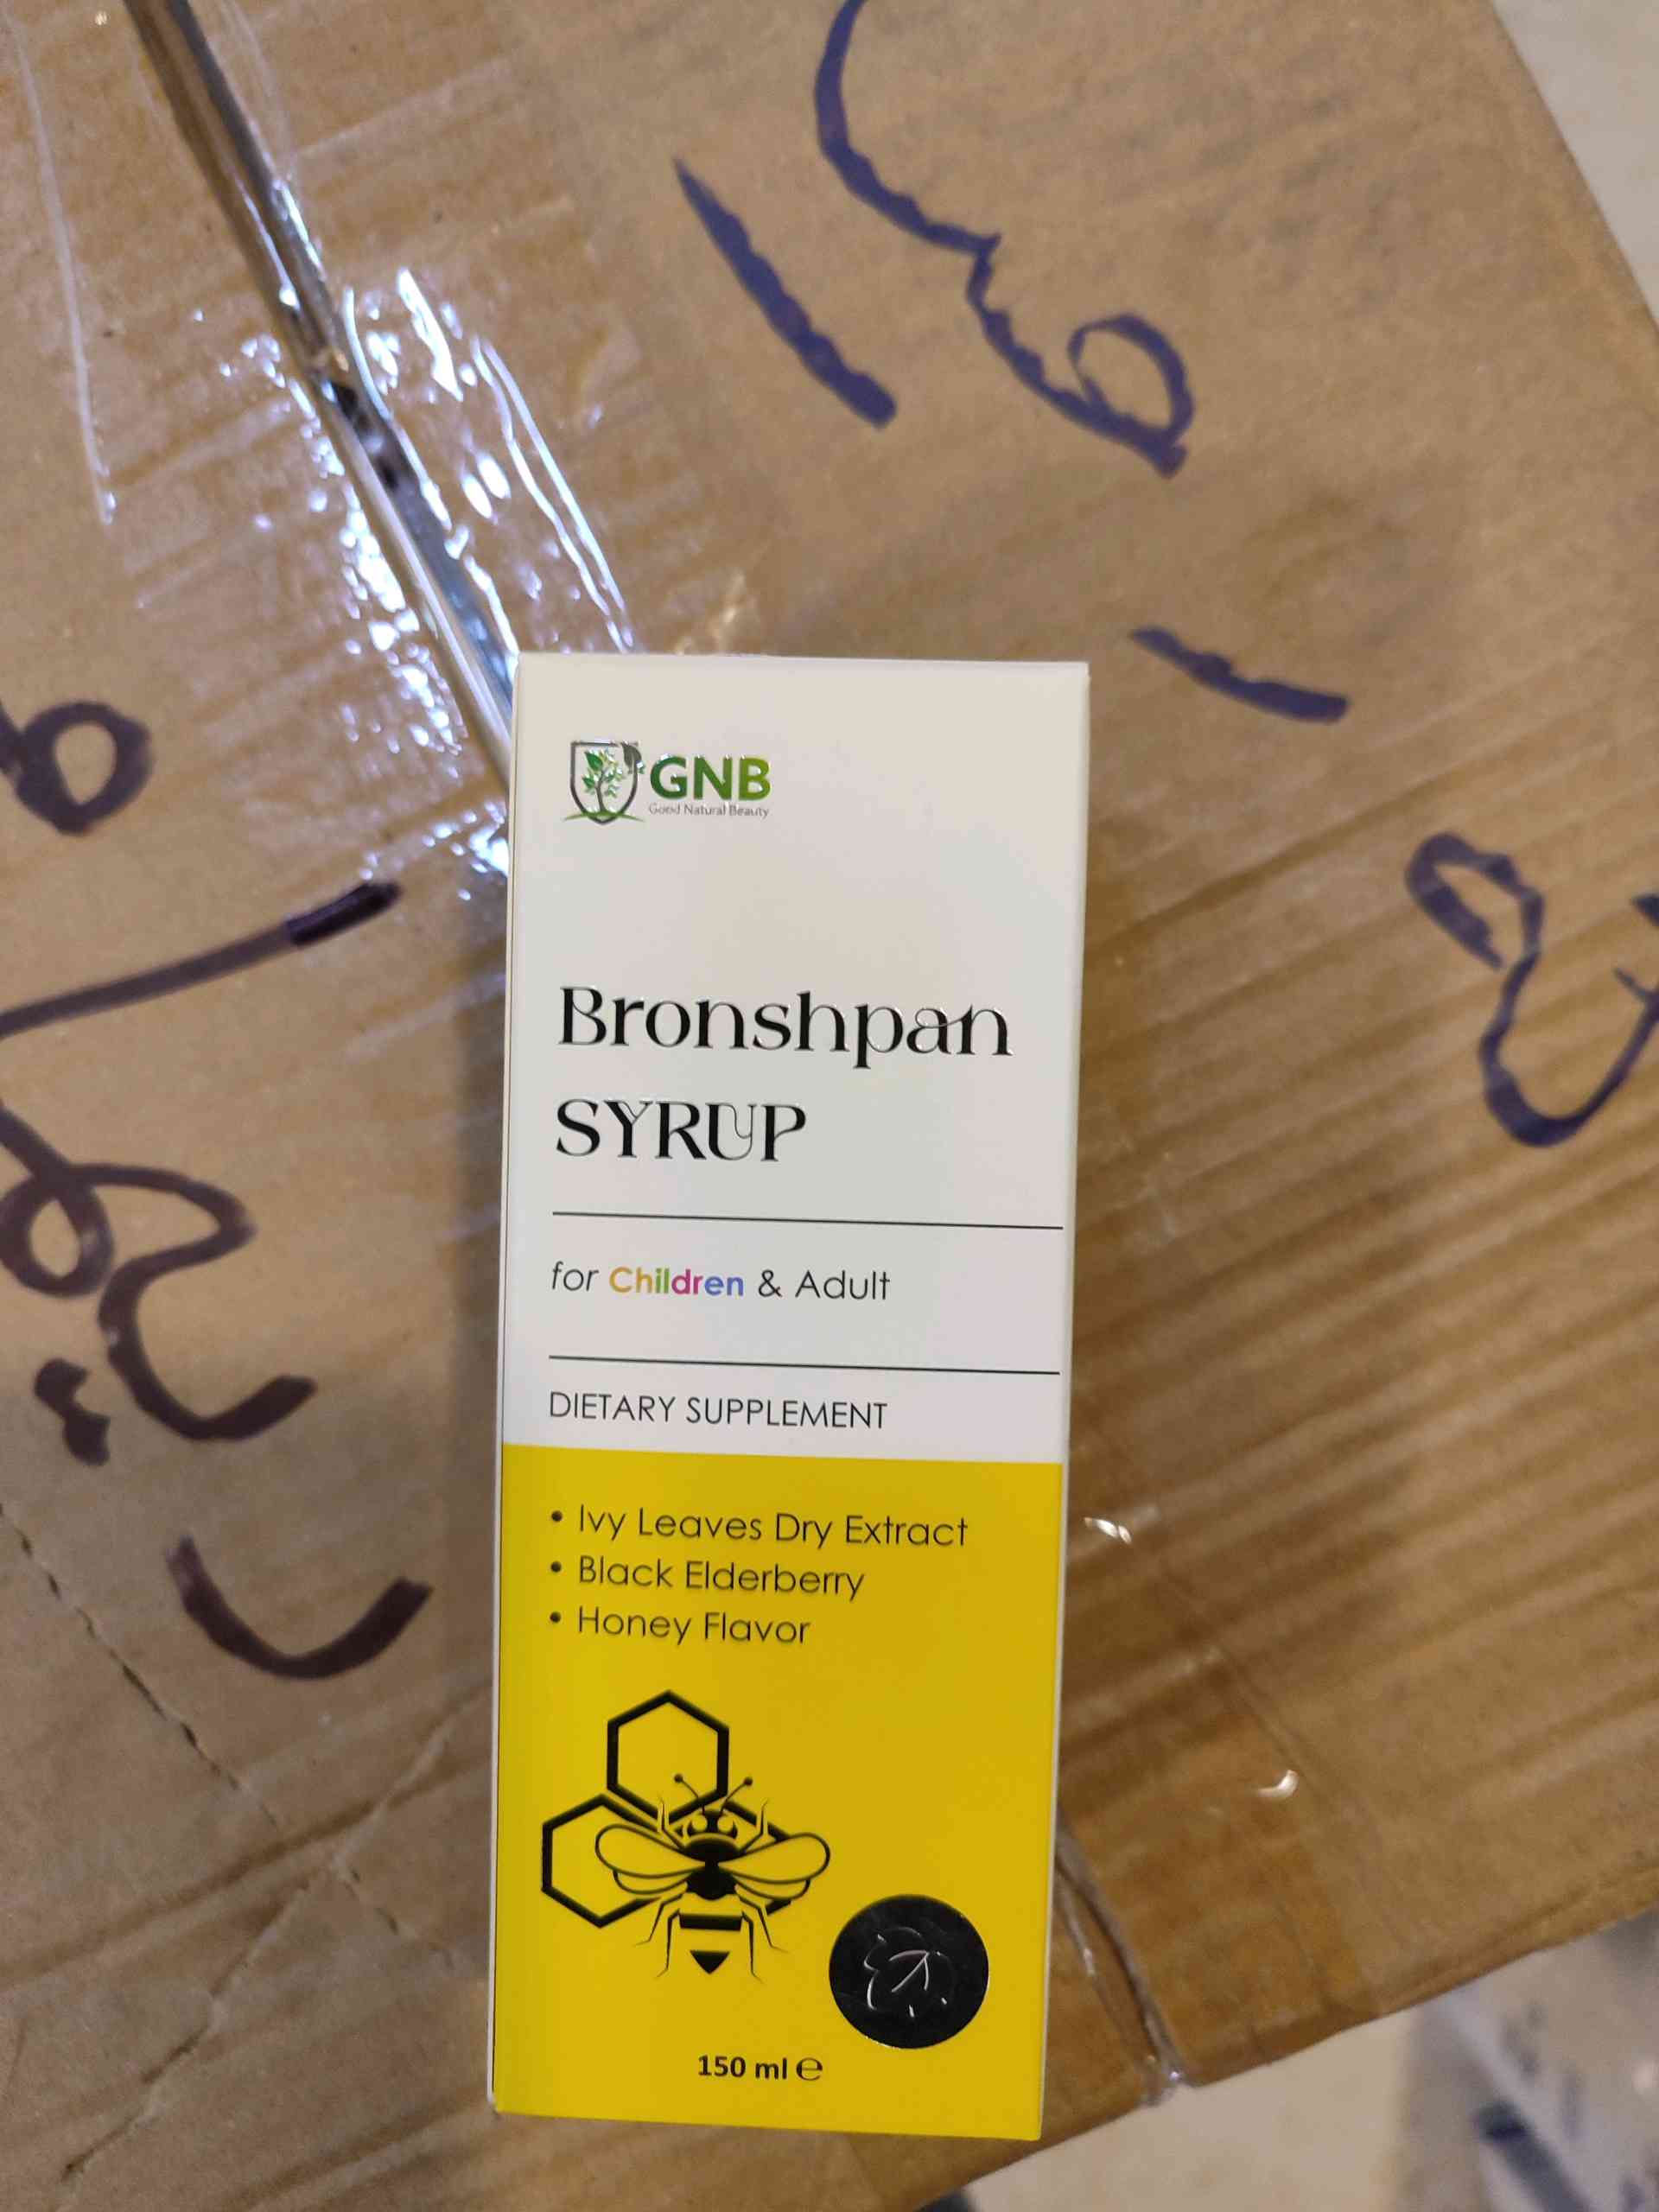 GNB
Good Natural Beauty
Bronshpan
SYRUP
for Children & Adult
DIETARY SUPPLEMENT
• Ivy Leaves Dry Extract
• Black Elderberry
• Honey Flavor
150 ml ℮